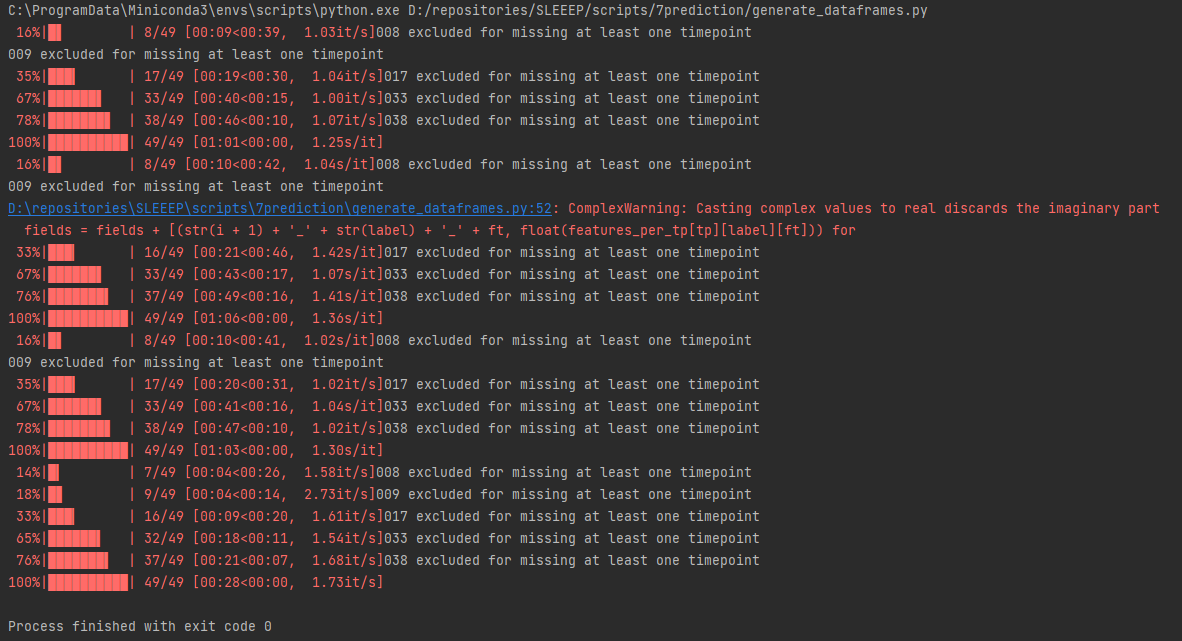 C:\ProgramData\Miniconda3\envs\scripts\python.exe D:/repositories/SLEEEP/scripts/7prediction/generate_dataframes.py
16%| | 8/49 [00:09<00:39, 1.03it/s]008 excluded for missing at least one timepoint
009 excluded for missing at least one timepoint
35%| | 17/49 [00:19<00:30, 1.04it/s]017 excluded for missing at least one timepoint
67%| | 33/49 [00:40<00:15, 1.00it/s]033 excluded for missing at least one timepoint
78%| | 38/49 [00:46<00:10, 1.07it/s]038 excluded for missing at least one timepoint
100%| | 49/49 [01:01<00:00, 1.25s/it]
16%| | 8/49 [00:10<00:42, 1.04s/it]008 excluded for missing at least one timepoint
009 excluded for missing at least one timepoint
D:\repositories\SLEEEP\scripts\7prediction\generate_dataframes.py:52: ComplexWarning: Casting complex values to real discards the imaginary part
fields = fields + [(str(i + 1) + '_' + str(label) + '_' + ft, float(features_per_tp[tp][label][ft])) for
33%| | 16/49 [00:21<00:46, 1.42s/it]017 excluded for missing at least one timepoint
67%| | 33/49 [00:43<00:17, 1.07s/it]033 excluded for missing at least one timepoint
76%| | 37/49 [00:49<00:16, 1.41s/it]038 excluded for missing at least one timepoint
100%| | 49/49 [01:06<00:00, 1.36s/it]
16%| | 8/49 [00:10<00:41, 1.02s/it]008 excluded for missing at least one timepoint
009 excluded for missing at least one timepoint
35%| | 17/49 [00:20<00:31, 1.02it/s]017 excluded for missing at least one timepoint
67%| | 33/49 [00:41<00:16, 1.04s/it]033 excluded for missing at least one timepoint
78%| | 38/49 [00:47<00:10, 1.02it/s]038 excluded for missing at least one timepoint
100%| | 49/49 [01:03<00:00, 1.30s/it]
14%| | 7/49 [00:04<00:26, 1.58it/s]008 excluded for missing at least one timepoint
18%| | 9/49 [00:04<00:14, 2.73it/s]009 excluded for missing at least one timepoint
33%| | 16/49 [00:09<00:20, 1.61it/s]017 excluded for missing at least one timepoint
65%| | 32/49 [00:18<00:11, 1.54it/s]033 excluded for missing at least one timepoint
76%| | 37/49 [00:21<00:07, 1.68it/s]038 excluded for missing at least one timepoint
100%| | 49/49 [00:28<00:00, 1.73it/s]
Process finished with exit code 0